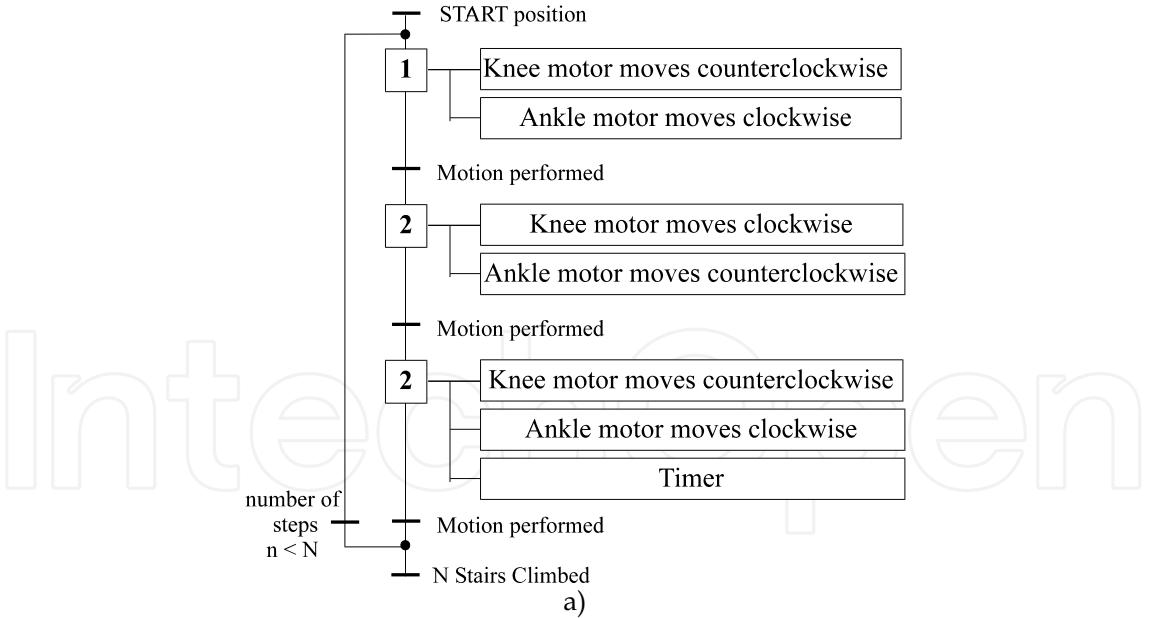 START position
1
Knee motor moves counterclockwise
Ankle motor moves clockwise
Motion performed
2
Knee motor moves clockwise
Ankle motor moves counterclockwise
Motion performed
2
Knee motor moves counterclockwise
Ankle motor moves clockwise
Timer
number of
steps
n < N
Motion performed
N Stairs Climbed
a)
IntechOpen